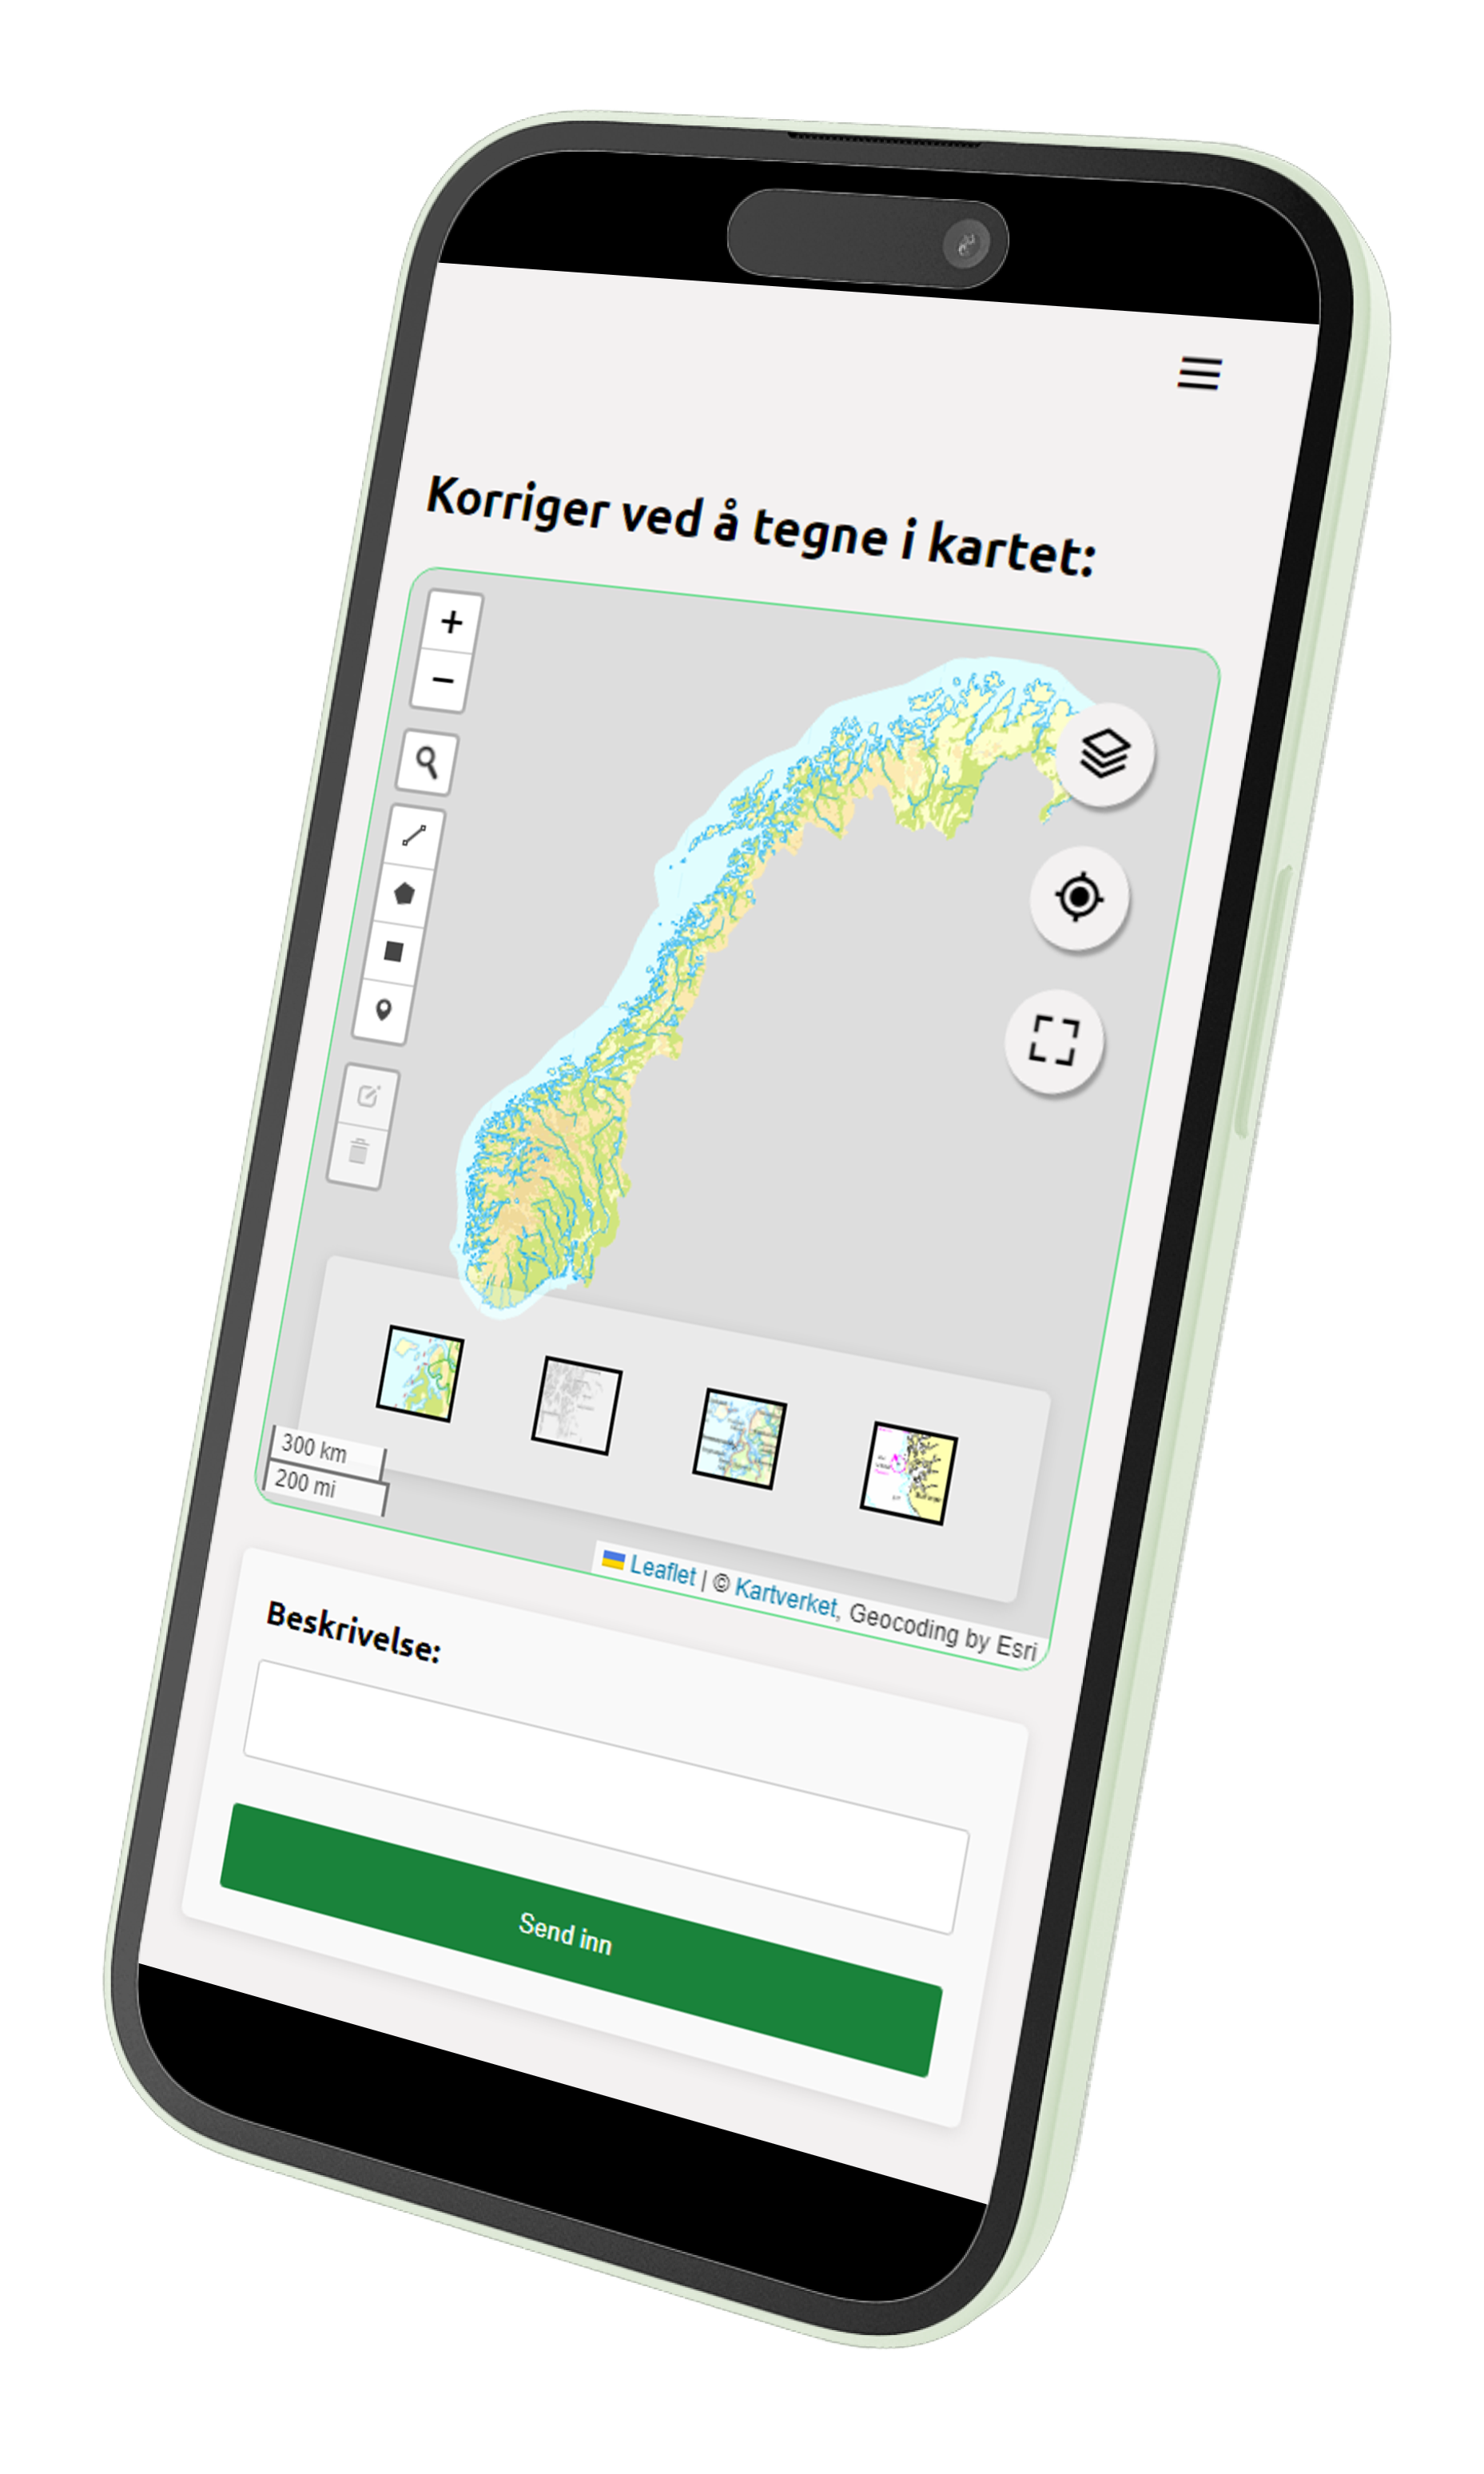 Korriger ved å tegne i kartet:
+
−
300 km
200 mi
Leaflet | © Kartverket, Geocoding by Esri
Beskrivelse:
Send inn